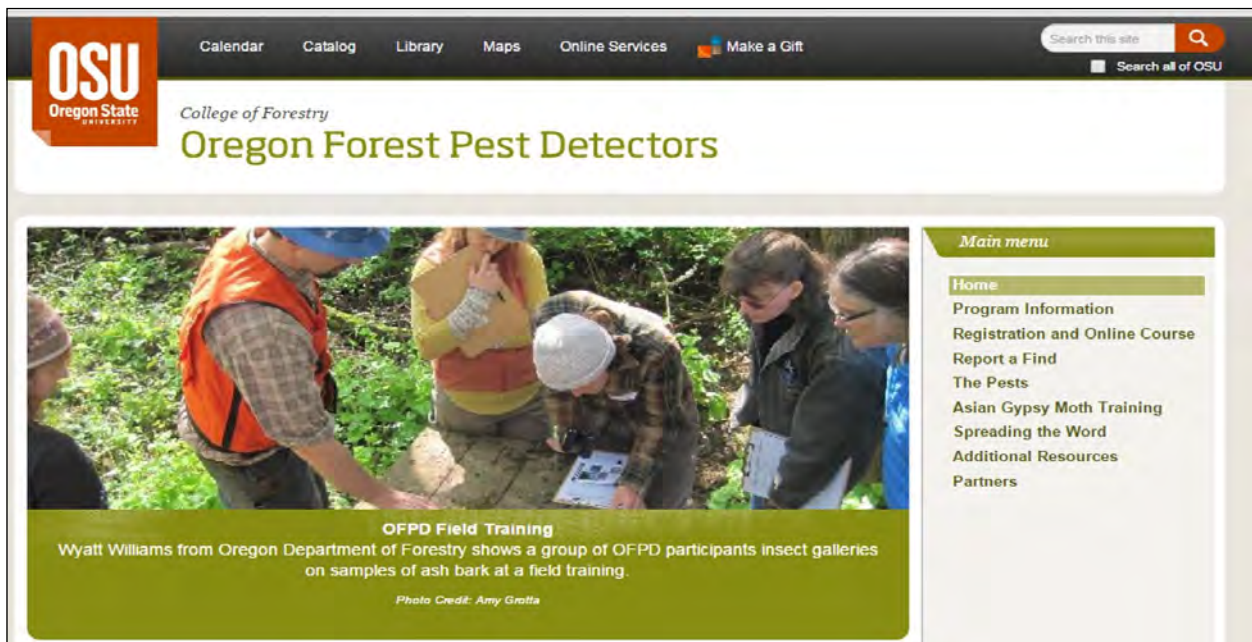 OSU
Oregon State
UNIVERSITY
Calendar Catalog Library Maps Online Services Make a Gift
Search this site
Search all of OSU
College of Forestry
Oregon Forest Pest Detectors
OFPD Field Training
Wyatt Williams from Oregon Department of Forestry shows a group of OFPD participants insect galleries
on samples of ash bark at a field training.
Photo Credit: Amy Grotta
Main menu
Home
Program Information
Registration and Online Course
Report a Find
The Pests
Asian Gypsy Moth Training
Spreading the Word
Additional Resources
Partners